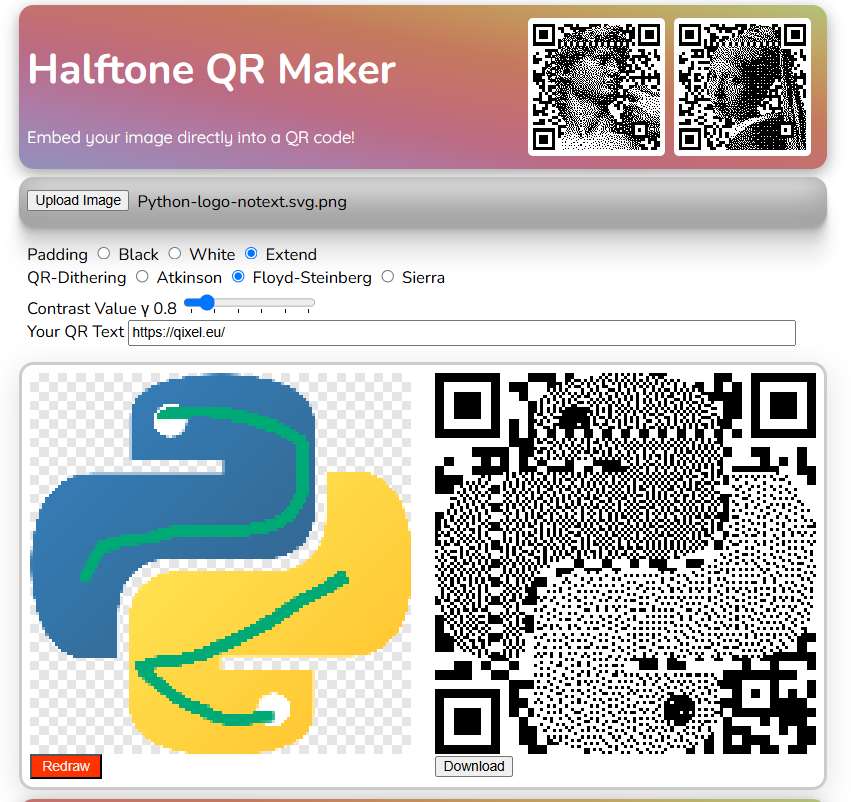 Halftone QR Maker
Embed your image directly into a QR code!
Upload Image Python-logo-notext.svg.png
Padding Black White Extend
QR-Dithering Atkinson Floyd-Steinberg Sierra
Contrast Value γ 0.8
Your QR Text https://qixel.eu/
Redraw Download